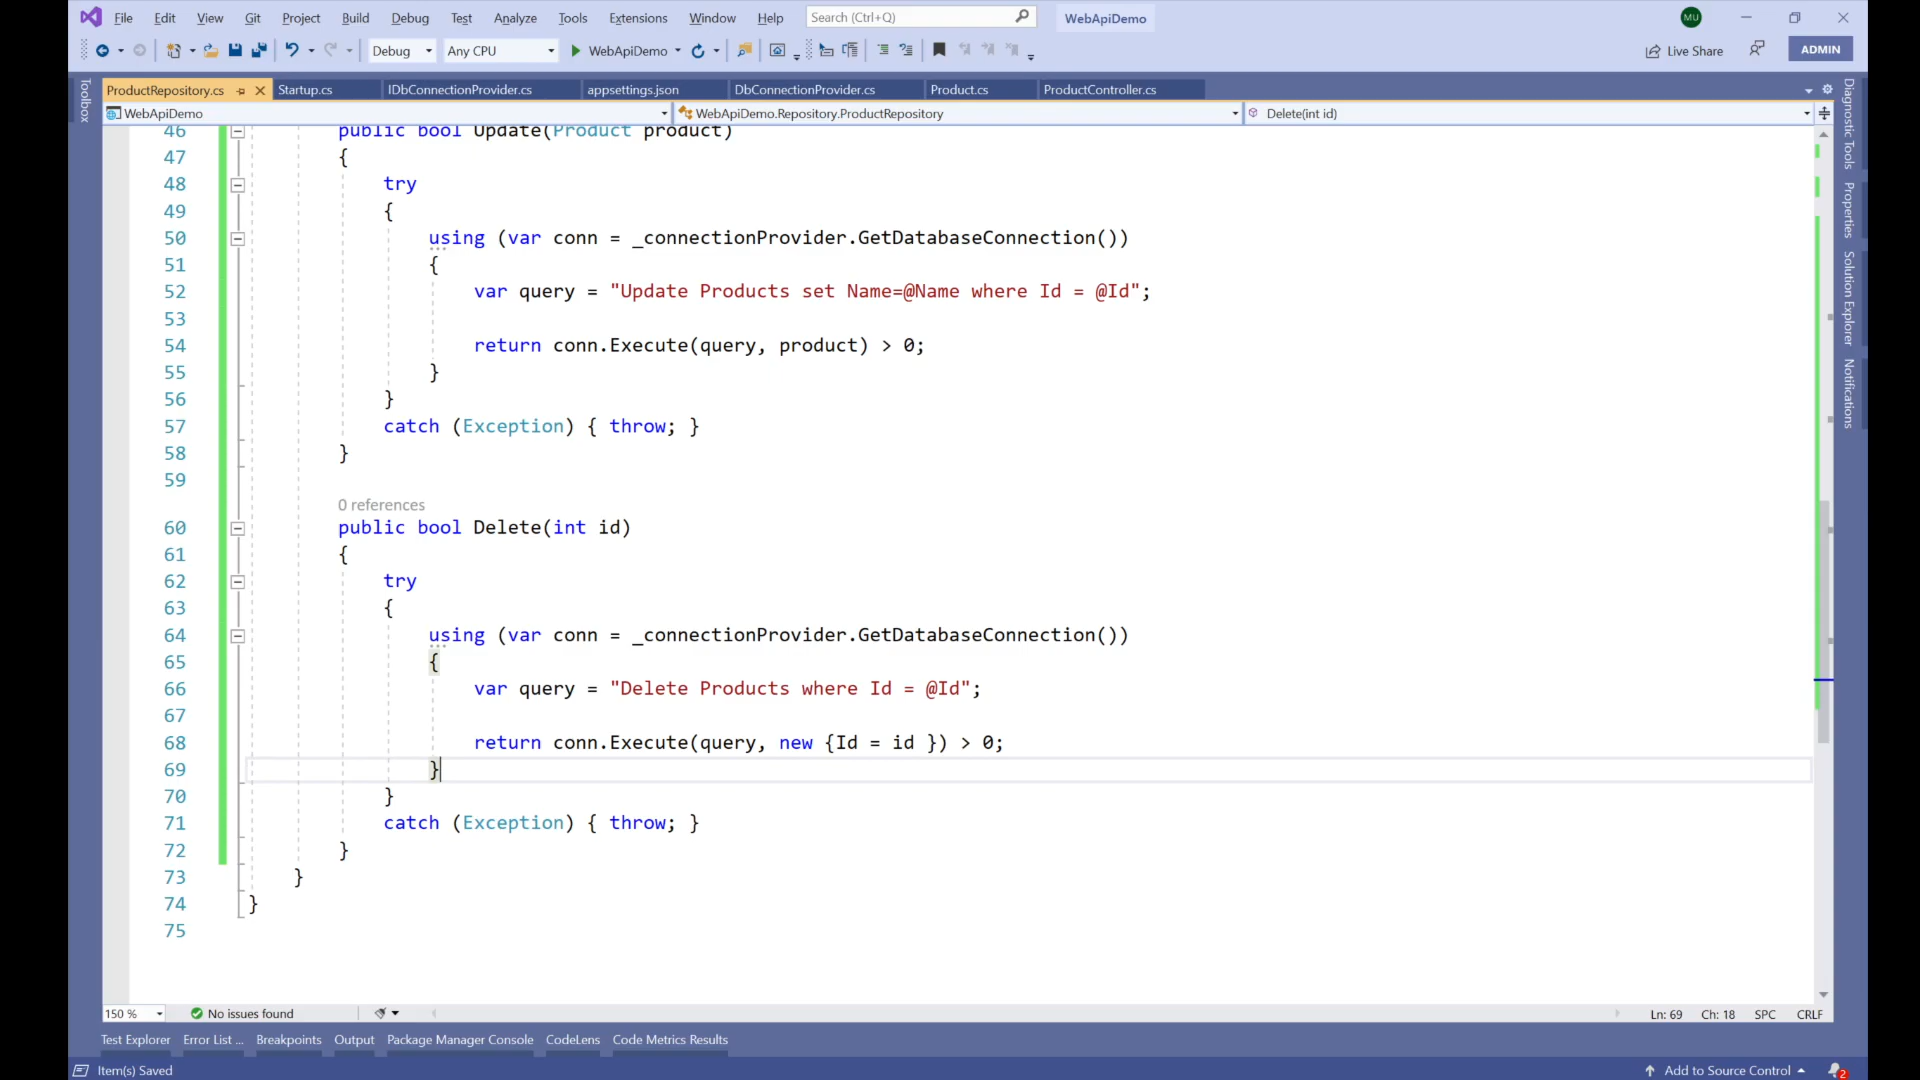 File Edit View Git Project Build Debug Test Analyze Tools Extensions Window Help Search (Ctrl+Q) WebApiDemo MU
Debug Any CPU WebApiDemo Live Share ADMIN
ProductRepository.cs Startup.cs IDbConnectionProvider.cs appsettings.json DbConnectionProvider.cs Product.cs ProductController.cs
WebApiDemo WebApiDemo.Repository.ProductRepository Delete(int id)
Toolbox
Diagnostic Tools
Properties
Solution Explorer
Notifications
46 public bool Update(Product product)
47 {
48 try
49 {
50 using (var conn = _connectionProvider.GetDatabaseConnection())
51 {
52 var query = "Update Products set Name=@Name where Id = @Id";
53
54 return conn.Execute(query, product) > 0;
55 }
56 }
57 catch (Exception) { throw; }
58 }
59
0 references
60 public bool Delete(int id)
61 {
62 try
63 {
64 using (var conn = _connectionProvider.GetDatabaseConnection())
65 {
66 var query = "Delete Products where Id = @Id";
67
68 return conn.Execute(query, new {Id = id }) > 0;
69 }
70 }
71 catch (Exception) { throw; }
72 }
73 }
74 }
75
150 % No issues found Ln: 69 Ch: 18 SPC CRLF
Test Explorer Error List ... Breakpoints Output Package Manager Console CodeLens Code Metrics Results
Item(s) Saved Add to Source Control 2